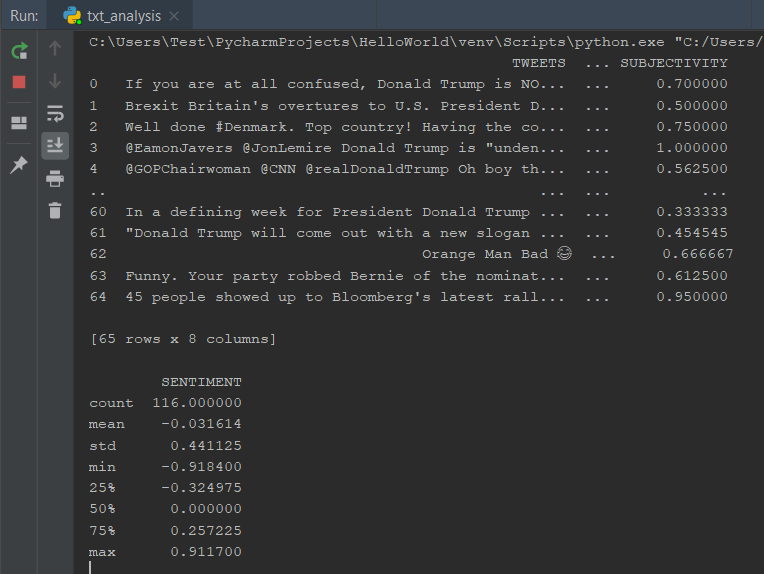 Run: txt_analysis
C:\Users\Test\PycharmProjects\HelloWorld\venv\Scripts\python.exe "C:/Users/
TWEETS ... SUBJECTIVITY
0 If you are at all confused, Donald Trump is NO... ... 0.700000
1 Brexit Britain's overtures to U.S. President D... ... 0.500000
2 Well done #Denmark. Top country! Having the co... ... 0.750000
3 @EamonJavers @JonLemire Donald Trump is "unden... ... 1.000000
4 @GOPChairwoman @CNN @realDonaldTrump Oh boy th... ... 0.562500
.. ... ... ...
60 In a defining week for President Donald Trump ... ... 0.333333
61 "Donald Trump will come out with a new slogan ... ... 0.454545
62 Orange Man Bad 😂 ... 0.666667
63 Funny. Your party robbed Bernie of the nominat... ... 0.612500
64 45 people showed up to Bloomberg's latest rall... ... 0.950000
[65 rows x 8 columns]
SENTIMENT
count 116.000000
mean -0.031614
std 0.441125
min -0.918400
25% -0.324975
50% 0.000000
75% 0.257225
max 0.911700